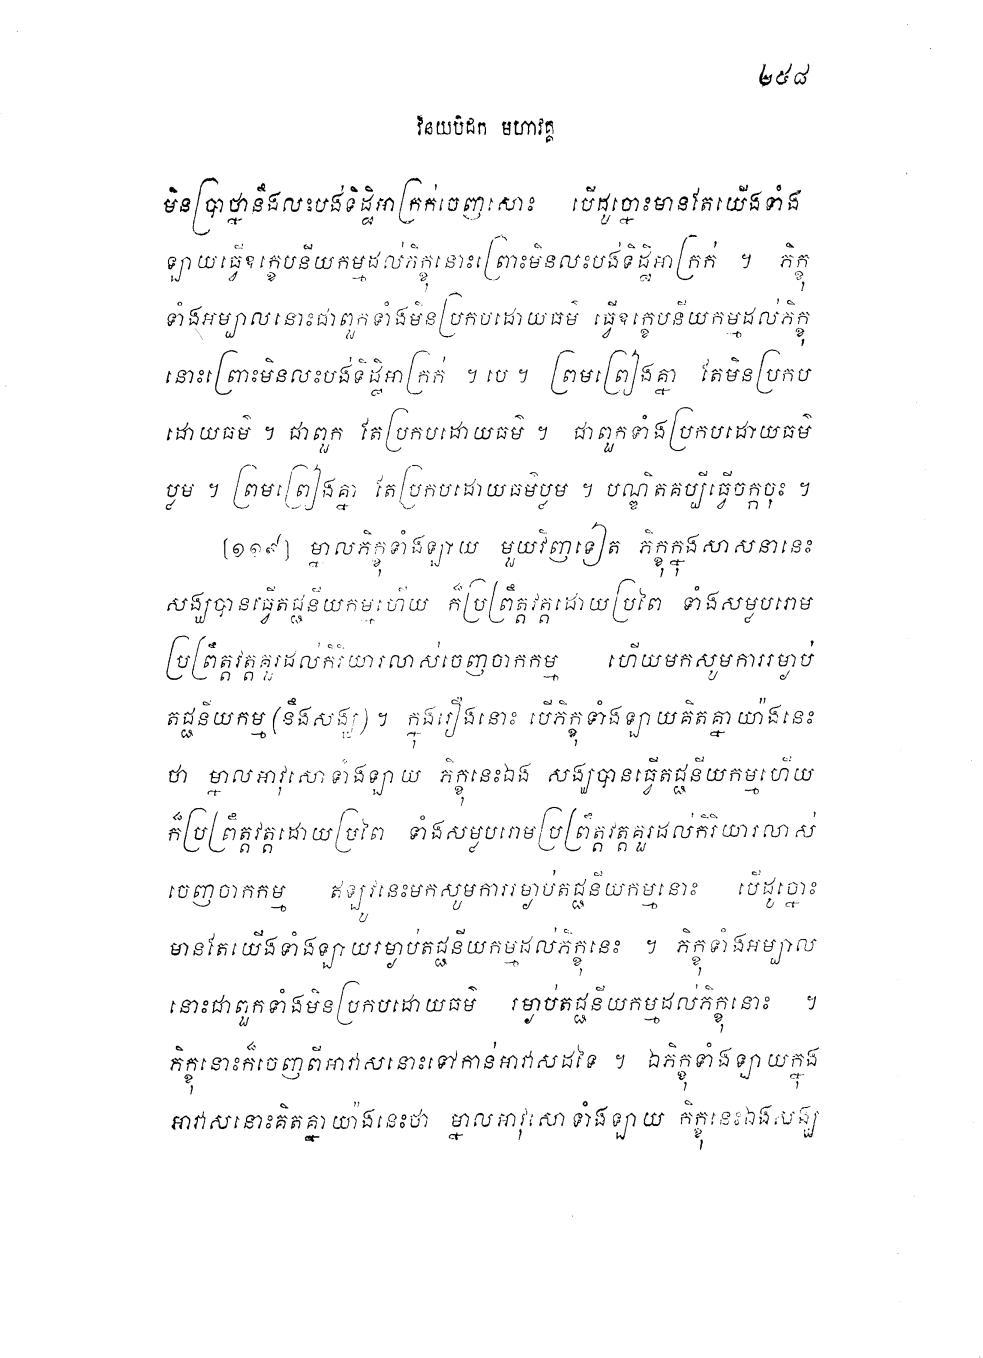 ២៥៨
វិនយបិដក មហាវគ្គ
មិនប្រាថ្នានឹងលះបង់ទិដ្ឋិអាក្រក់ចេញសោះ បើដូច្នោះមានតែយើងទាំង
ឡាយធ្វើឧក្ខេបនីយកម្មដល់ភិក្ខុនោះព្រោះមិនលះបង់ទិដ្ឋិអាក្រក់ ។ ភិក្ខុ
ទាំងអម្បាលនោះជាពួកទាំងមិនប្រកបដោយធម៌ ធ្វើឧក្ខេបនីយកម្មដល់ភិក្ខុ
នោះព្រោះមិនលះបង់ទិដ្ឋិអាក្រក់ ។ បេ ។ ព្រមព្រៀងគ្នា តែមិនប្រកប
ដោយធម៌ ។ ជាពួក តែប្រកបដោយធម៌ ។ ជាពួកទាំងប្រកបដោយធម៌
ប្លម ។ ព្រមព្រៀងគ្នា តែប្រកបដោយធម៌ប្លម ។ បណ្ឌិតគប្បីធ្វើចក្កចុះ ។
[១១៩] ម្នាលភិក្ខុទាំងឡាយ មួយវិញទៀត ភិក្ខុក្នុងសាសនានេះ
សង្ឃបានធ្វើតជ្ជនីយកម្មហើយ ក៏ប្រព្រឹត្តវត្តដោយប្រពៃ ទាំងសម្លបរោម
ប្រព្រឹត្តវត្តគួរដល់កិរិយារលាស់ចេញចាកកម្ម ហើយមកសូមការរម្ងាប់
តជ្ជនីយកម្ម (នឹងសង្ឃ) ។ ក្នុងរឿងនោះ បើភិក្ខុទាំងឡាយគិតគ្នាយ៉ាងនេះ
ថា ម្នាលអាវុសោទាំងឡាយ ភិក្ខុនេះឯង សង្ឃបានធ្វើតជ្ជនីយកម្មហើយ
ក៏ប្រព្រឹត្តវត្តដោយប្រពៃ ទាំងសម្លបរោមប្រព្រឹត្តវត្តគួរដល់កិរិយារលាស់
ចេញចាកកម្ម ឥឡូវនេះមកសូមការរម្ងាប់តជ្ជនីយកម្មនោះ បើដូច្នោះ
មានតែយើងទាំងឡាយរម្ងាប់តជ្ជនីយកម្មដល់ភិក្ខុនេះ ។ ភិក្ខុទាំងអម្បាល
នោះជាពួកទាំងមិនប្រកបដោយធម៌ រម្ងាប់តជ្ជនីយកម្មដល់ភិក្ខុនោះ ។
ភិក្ខុនោះក៏ចេញពីអាវាសនោះទៅកាន់អាវាសដទៃ ។ ឯភិក្ខុទាំងឡាយក្នុង
អាវាសនោះគិតគ្នាយ៉ាងនេះថា ម្នាលអាវុសោទាំងឡាយ ភិក្ខុនេះឯងសង្ឃ